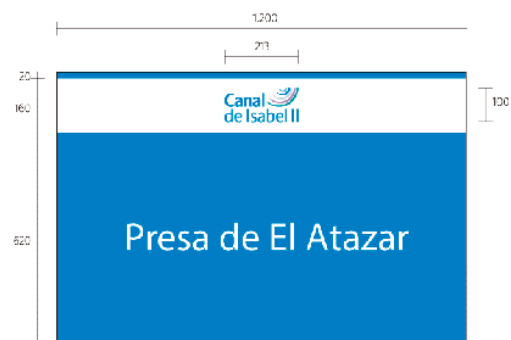 1.200
213
20
160
100
Canal
de Isabel II
620
Presa de El Atazar